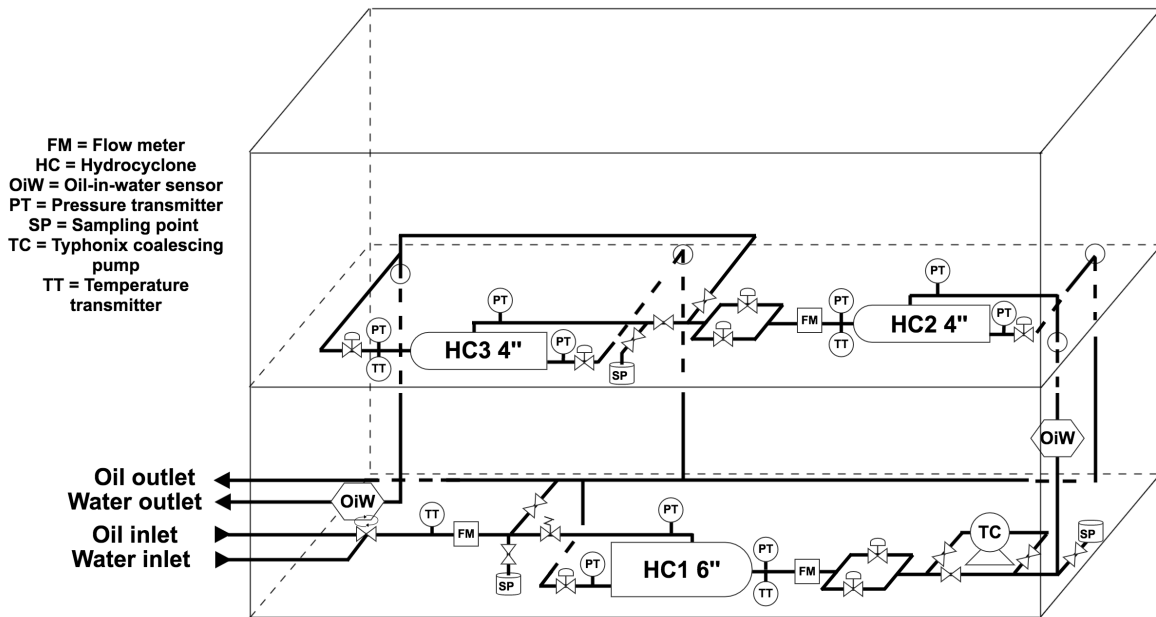 FM = Flow meter
HC = Hydrocyclone
OiW = Oil-in-water sensor
PT = Pressure transmitter
SP = Sampling point
TC = Typhonix coalescing
pump
TT = Temperature
transmitter
PT
PT
PT
PT
HC3 4"
PT
TT
SP
FM
PT
TT
HC2 4"
PT
OiW
Oil outlet
Water outlet
OiW
Oil inlet
Water inlet
TT
FM
SP
PT
PT
HC1 6"
PT
TT
FM
TC
SP